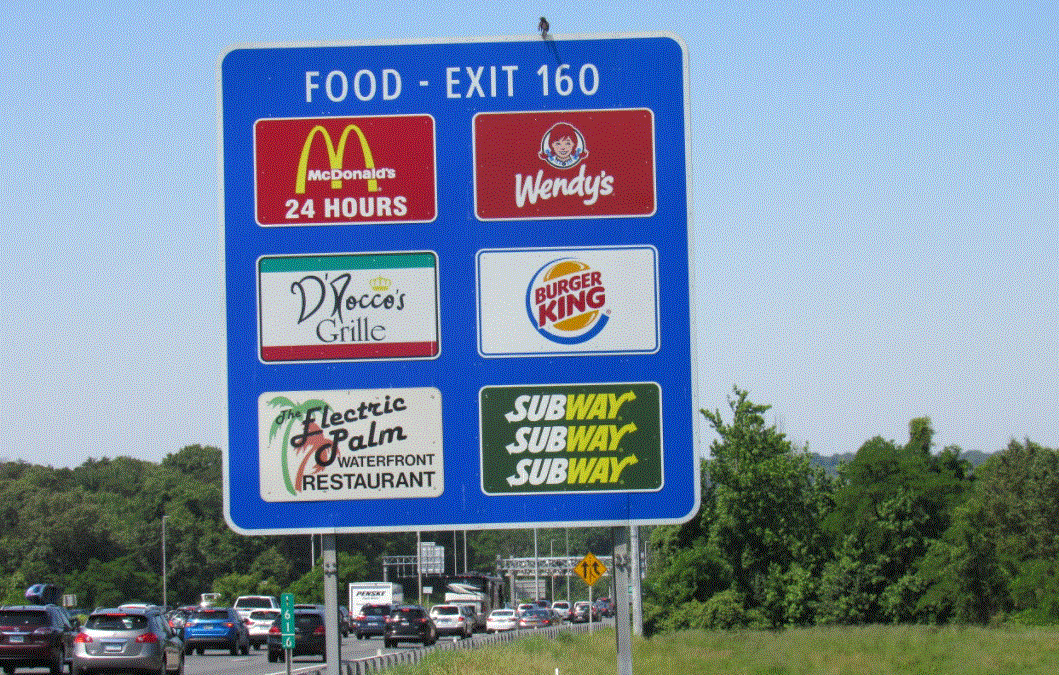 FOOD - EXIT 160
McDonald's
24 HOURS
Wendy's
D'Rocco's
Grille
BURGER
KING
The Electric
Palm
WATERFRONT
RESTAURANT
SUBWAY
SUBWAY
SUBWAY
PENSKE